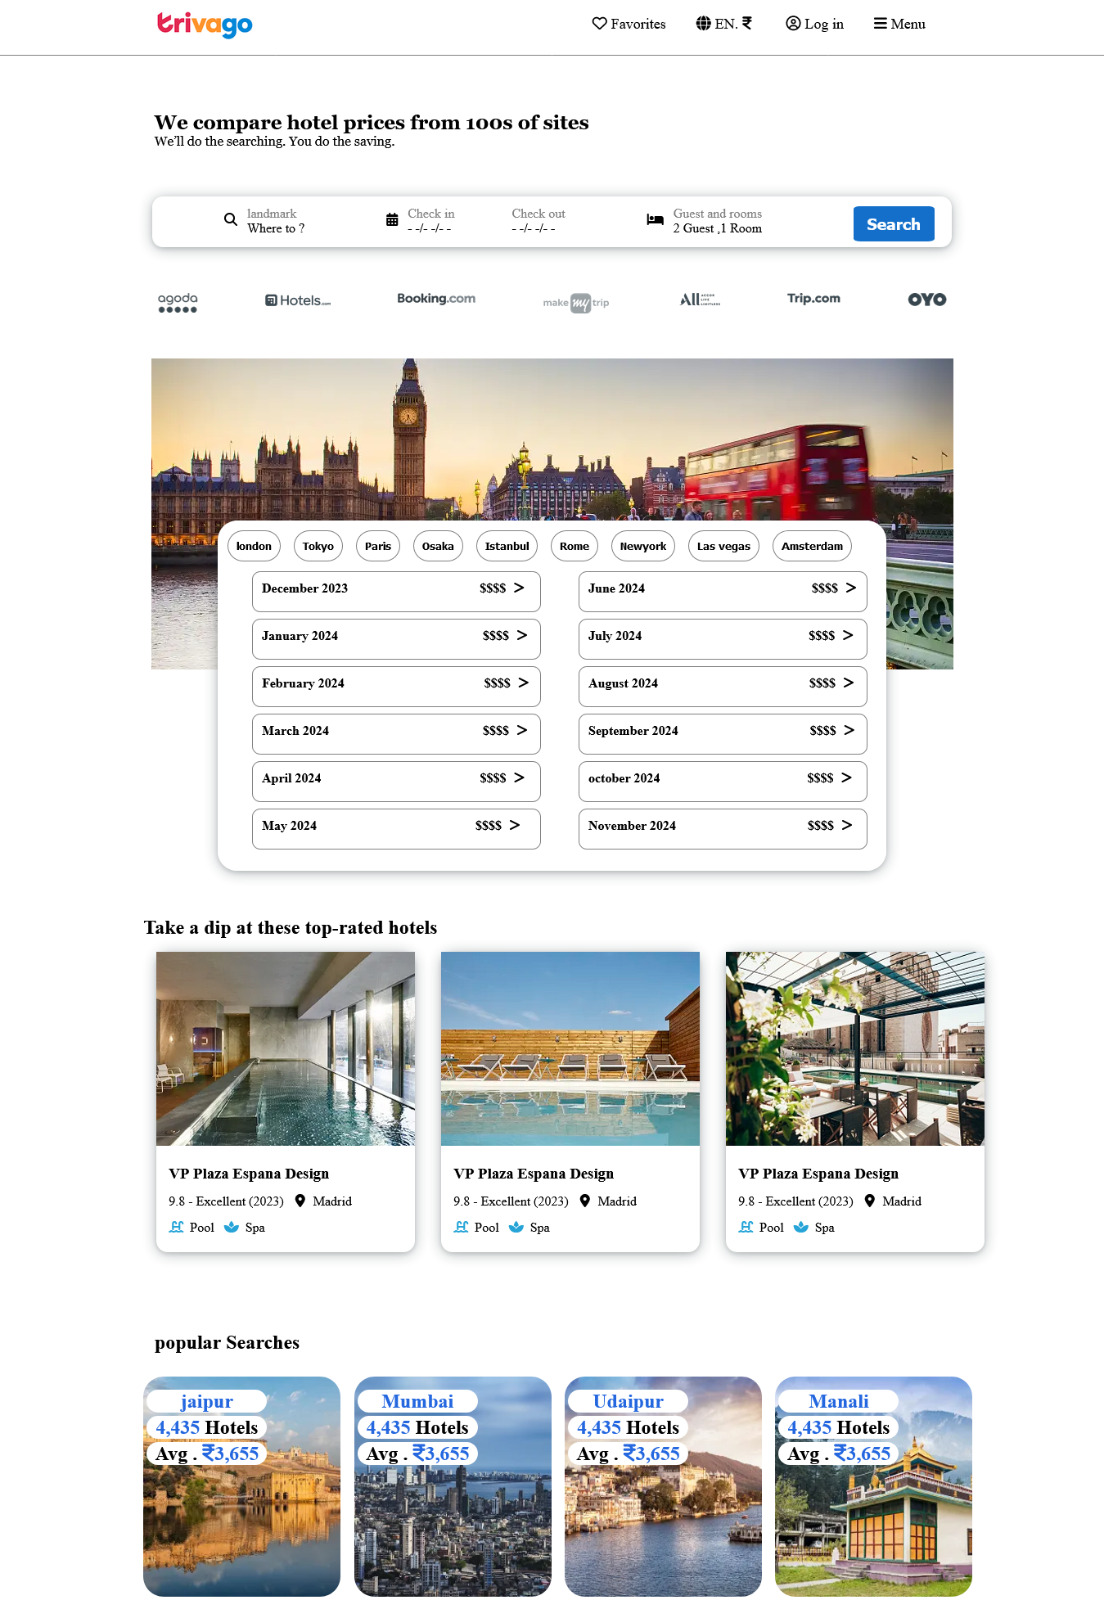 trivago
Favorites
EN. ₹
Log in
Menu
We compare hotel prices from 100s of sites
We'll do the searching. You do the saving.
landmark
Where to ?
Check in
- -/- -/- -
Check out
- -/- -/- -
Guest and rooms
2 Guest ,1 Room
Search
agoda
Hotels.com
Booking.com
make my trip
ALL
Trip.com
OYO
london
Tokyo
Paris
Osaka
Istanbul
Rome
Newyork
Las vegas
Amsterdam
December 2023 $$$$ >
June 2024 $$$$ >
January 2024 $$$$ >
July 2024 $$$$ >
February 2024 $$$$ >
August 2024 $$$$ >
March 2024 $$$$ >
September 2024 $$$$ >
April 2024 $$$$ >
october 2024 $$$$ >
May 2024 $$$$ >
November 2024 $$$$ >
Take a dip at these top-rated hotels
VP Plaza Espana Design
9.8 - Excellent (2023) Madrid
Pool Spa
VP Plaza Espana Design
9.8 - Excellent (2023) Madrid
Pool Spa
VP Plaza Espana Design
9.8 - Excellent (2023) Madrid
Pool Spa
popular Searches
jaipur
4,435 Hotels
Avg . ₹3,655
Mumbai
4,435 Hotels
Avg . ₹3,655
Udaipur
4,435 Hotels
Avg . ₹3,655
Manali
4,435 Hotels
Avg . ₹3,655